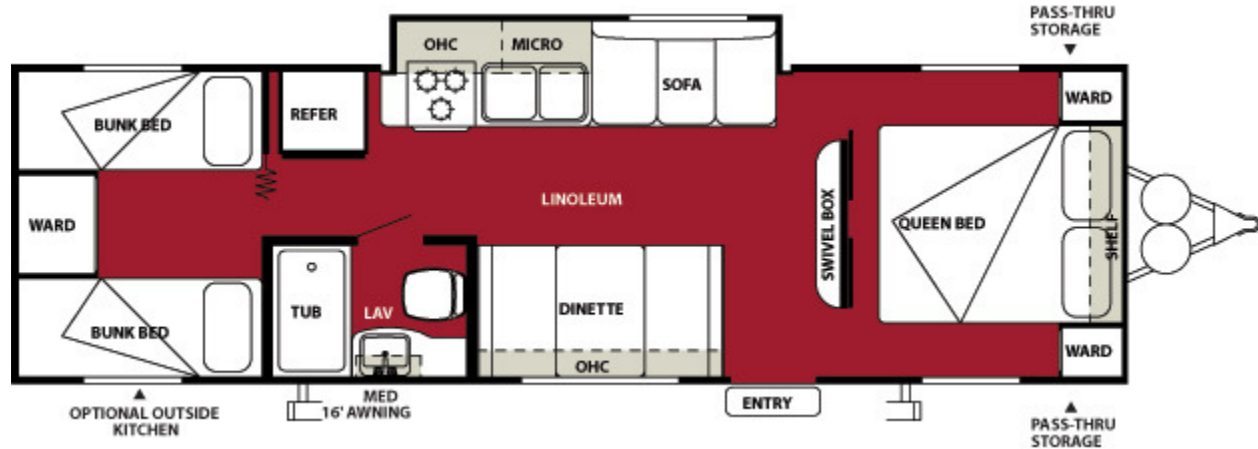 PASS-THRU
STORAGE
OHC
MICRO
SOFA
WARD
REFER
BUNK BED
LINOLEUM
WARD
SWIVEL BOX
QUEEN BED
SHELF
TUB
LAV
DINETTE
BUNK BED
OHC
WARD
MED
16' AWNING
ENTRY
OPTIONAL OUTSIDE
KITCHEN
PASS-THRU
STORAGE